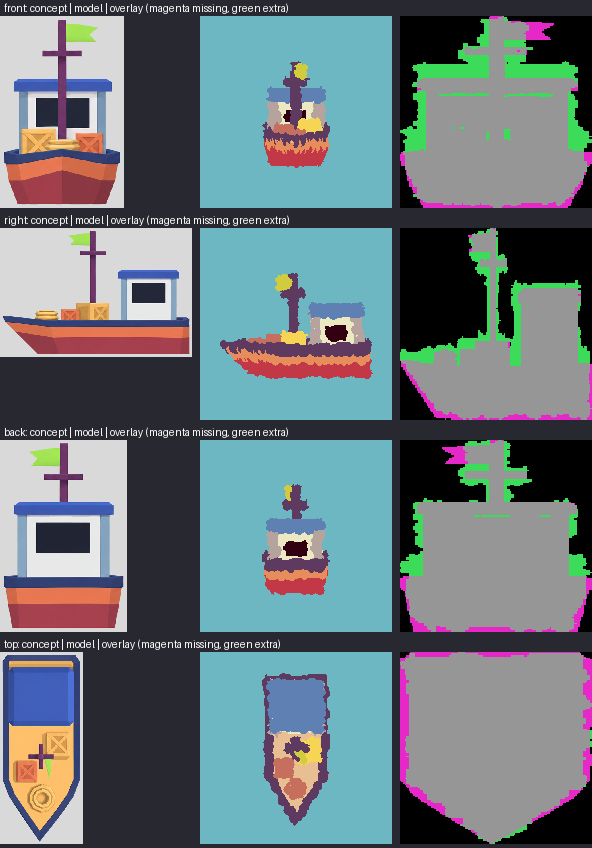 front: concept | model | overlay (magenta missing, green extra)
right: concept | model | overlay (magenta missing, green extra)
back: concept | model | overlay (magenta missing, green extra)
top: concept | model | overlay (magenta missing, green extra)